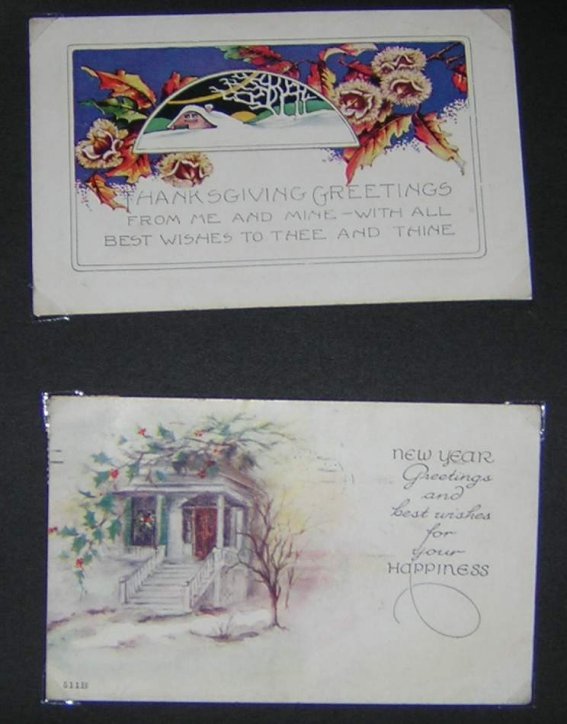 THANKSGIVING GREETINGS
FROM ME AND MINE - WITH ALL
BEST WISHES TO THEE AND THINE
NEW YEAR
Greetings
and
best wishes
for
Your
HAPPINESS